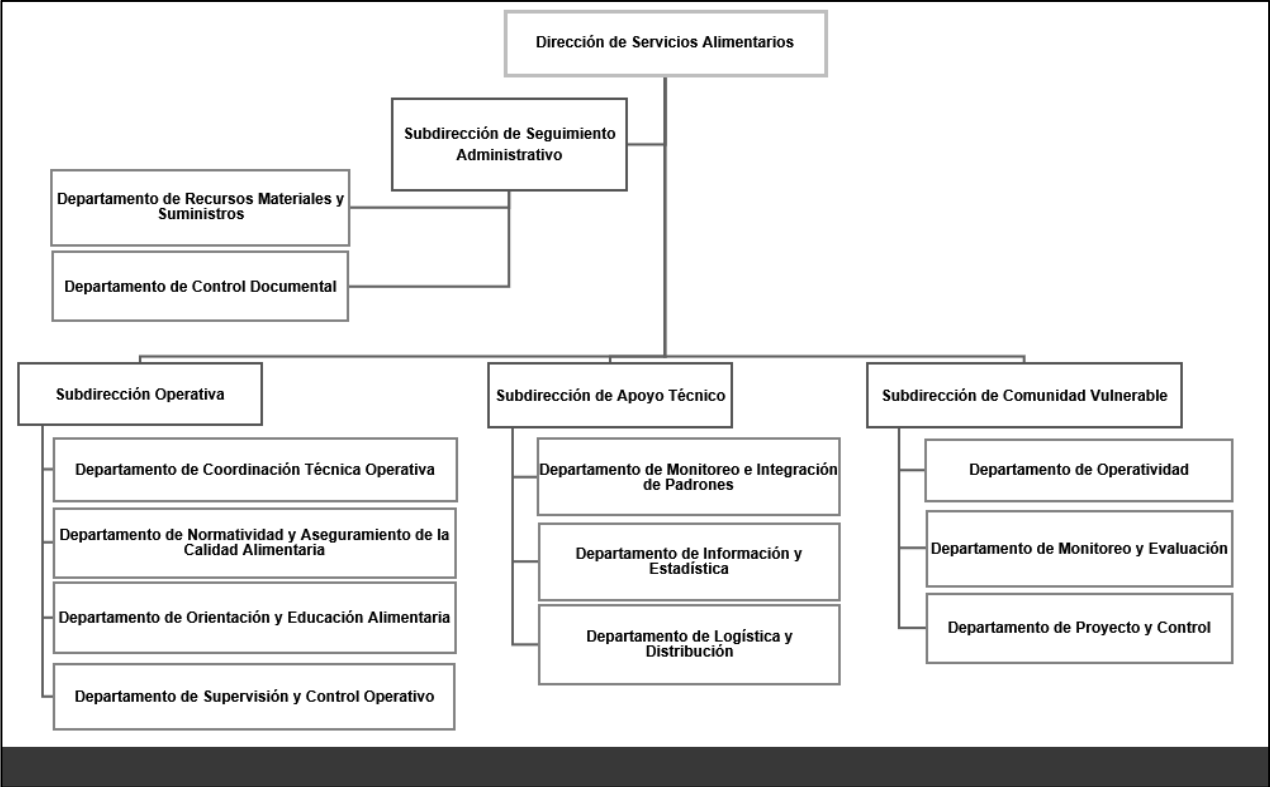 Dirección de Servicios Alimentarios
Subdirección de Seguimiento
Administrativo
Departamento de Recursos Materiales y
Suministros
Departamento de Control Documental
Subdirección Operativa
Departamento de Coordinación Técnica Operativa
Departamento de Normatividad y Aseguramiento de la
Calidad Alimentaria
Departamento de Orientación y Educación Alimentaria
Departamento de Supervisión y Control Operativo
Subdirección de Apoyo Técnico
Departamento de Monitoreo e Integración
de Padrones
Departamento de Información y
Estadística
Departamento de Logística y
Distribución
Subdirección de Comunidad Vulnerable
Departamento de Operatividad
Departamento de Monitoreo y Evaluación
Departamento de Proyecto y Control